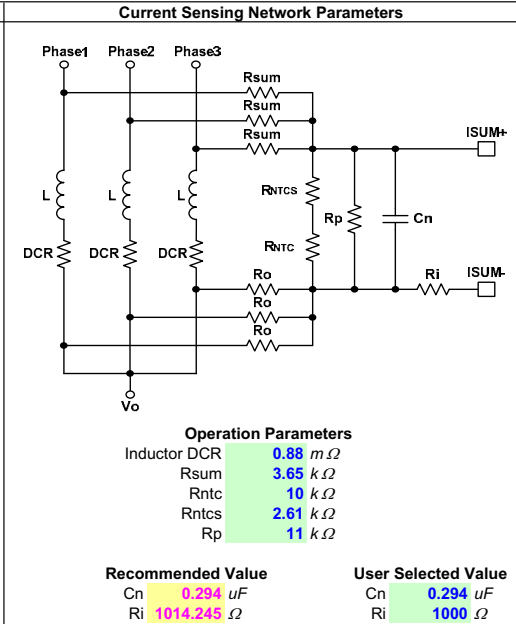 Current Sensing Network Parameters
Phase1 Phase2 Phase3
Rsum
Rsum
Rsum
ISUM+
L L L
RNTCS
Rp
Cn
RNTC
DCR DCR DCR
Ro
Ri
ISUM-
Ro
Ro
Vo
Operation Parameters
Inductor DCR 0.88 mΩ
Rsum 3.65 kΩ
Rntc 10 kΩ
Rntcs 2.61 kΩ
Rp 11 kΩ
Recommended Value User Selected Value
Cn 0.294 uF Cn 0.294 uF
Ri 1014.245 Ω Ri 1000 Ω